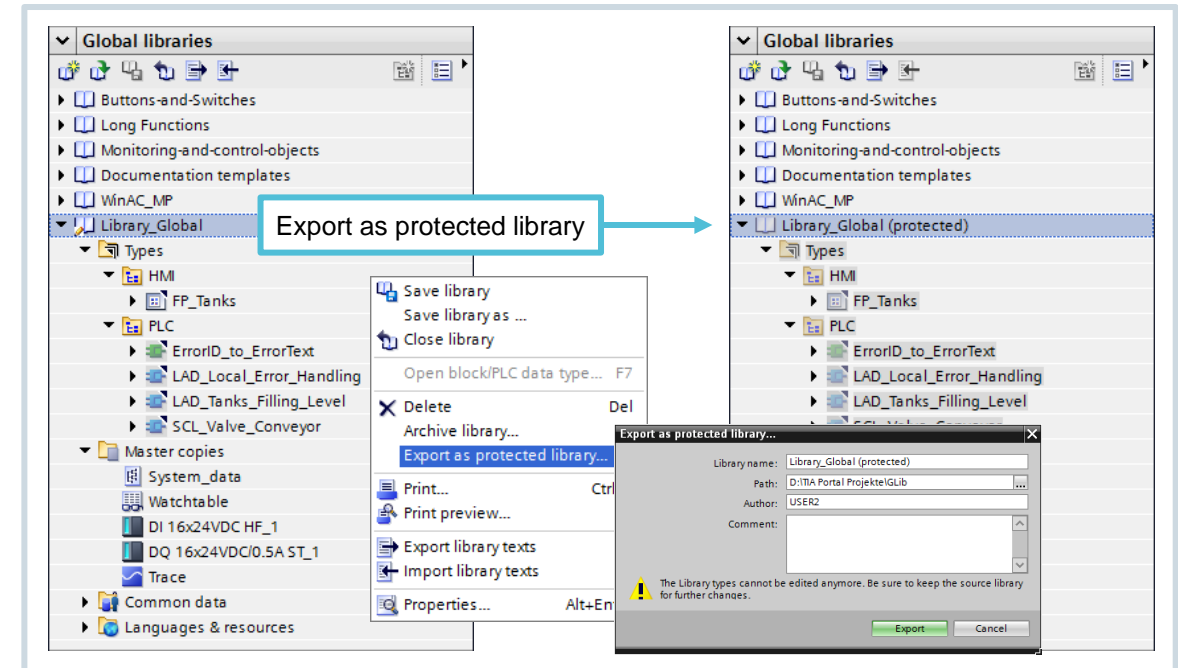 Global libraries
Buttons-and-Switches
Long Functions
Monitoring-and-control-objects
Documentation templates
WinAC_MP
Library_Global
Types
HMI
FP_Tanks
PLC
ErrorID_to_ErrorText
LAD_Local_Error_Handling
LAD_Tanks_Filling_Level
SCL_Valve_Conveyor
Master copies
System_data
Watchtable
DI 16x24VDC HF_1
DQ 16x24VDC/0.5A ST_1
Trace
Common data
Languages & resources
Export as protected library
Save library
Save library as ...
Close library
Open block/PLC data type... F7
Delete Del
Archive library...
Export as protected library...
Print... Ctrl
Print preview...
Export library texts
Import library texts
Properties... Alt+En
Global libraries
Buttons-and-Switches
Long Functions
Monitoring-and-control-objects
Documentation templates
WinAC_MP
Library_Global (protected)
Types
HMI
FP_Tanks
PLC
ErrorID_to_ErrorText
LAD_Local_Error_Handling
LAD_Tanks_Filling_Level
SCL_Valve_Conveyor
Export as protected library...
Library name: Library_Global (protected)
Path: D:\TIA Portal Projekte\GLib ...
Author: USER2
Comment:
The Library types cannot be edited anymore. Be sure to keep the source library
for further changes.
Export Cancel